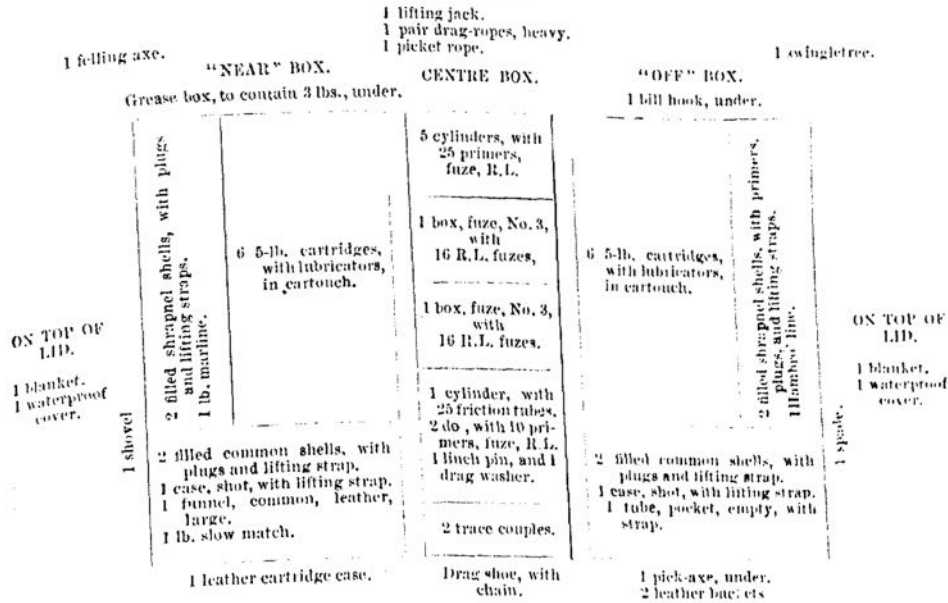 1 lifting jack.
1 pair drag-ropes, heavy.
1 picket rope.
1 felling axe.
1 swingletree.
"NEAR" BOX.
CENTRE BOX.
"OFF" BOX.
Grease box, to contain 3 lbs., under.
1 bill hook, under.
2 filled shrapnel shells, with plugs
and lifting straps.
1 lb. marline.
6 5-lb. cartridges,
with lubricators,
in cartouch.
5 cylinders, with
25 primers,
fuze, R.L.
1 box, fuze, No. 3,
with
16 R.L. fuzes,
1 box, fuze, No. 3,
with
16 R.L. fuzes.
1 cylinder, with
25 friction tubes.
2 do, with 10 pri-
mers, fuze, R.L.
1 linch pin, and 1
drag washer.
2 trace couples.
6 5-lb. cartridges,
with lubricators,
in cartouch.
2 filled shrapnel shells, with primers,
plugs, and lifting straps.
1 Hambro' line.
ON TOP OF
LID.
1 blanket.
1 waterproof
cover.
1 shovel
2 filled common shells, with
plugs and lifting strap.
1 case, shot, with lifting strap.
1 funnel, common, leather,
large.
1 lb. slow match.
2 filled common shells, with
plugs and lifting strap.
1 case, shot, with lifting strap.
1 tube, pocket, empty, with
strap.
1 spade.
ON TOP OF
LID.
1 blanket.
1 waterproof
cover.
1 leather cartridge case.
Drag shoe, with
chain.
1 pick-axe, under.
2 leather buckets